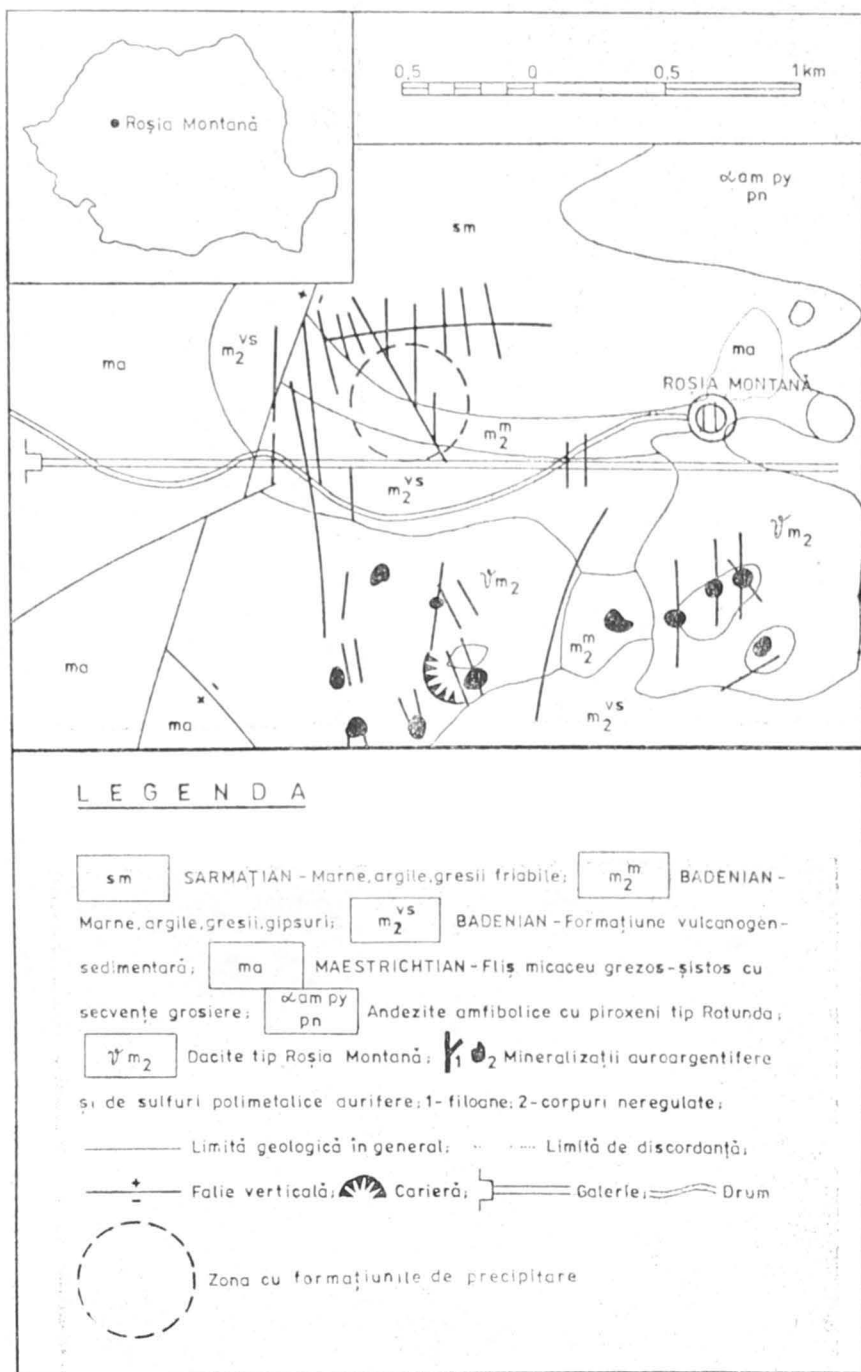 Roșia Montană
0,5 0 0,5 1km
αam py
pn
sm
ma
m₂ᵛˢ
ma
ROȘIA MONTANĂ
m₂ᵐ
m₂ᵛˢ
m₂
m₂
ma
m₂ᵐ
ma
m₂ᵛˢ
LEGENDA
sm SARMAȚIAN-Marne, argile, gresii friabile; m₂ᵐ BADENIAN-
Marne, argile, gresii, gipsuri; m₂ᵛˢ BADENIAN-Formațiune vulcanogen-
sedimentară; ma MAESTRICHTIAN-Fliș micaceu grezos-șistos cu
secvențe grosiere; αam py pn Andezite amfibolice cu piroxeni tip Rotunda;
m₂ Dacite tip Roșia Montană; 1 2 Mineralizații auroargentifere
și de sulfuri polimetalice aurifere; 1-filoane; 2-corpuri neregulate;
Limită geologică în general; Limită de discordanță;
+ − Falie verticală; Carieră; Galerie; Drum
Zona cu formațiunile de precipitare